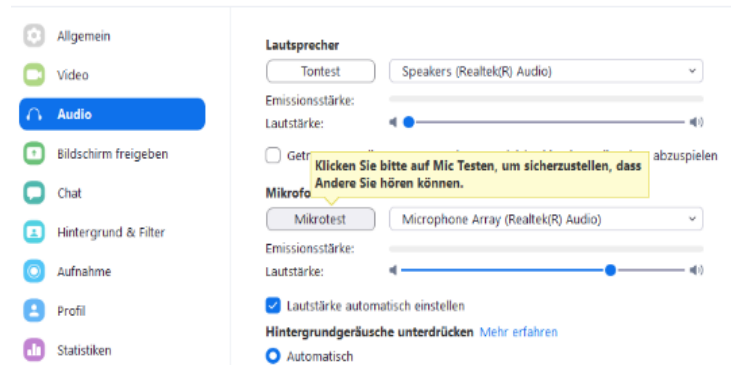 Allgemein
Video
Audio
Bildschirm freigeben
Chat
Hintergrund & Filter
Aufnahme
Profil
Statistiken
Lautsprecher
Tontest
Speakers (Realtek(R) Audio)
Emissionsstärke:
Lautstärke:
abzuspielen
Klicken Sie bitte auf Mic Testen, um sicherzustellen, dass
Andere Sie hören können.
Mikrotest
Microphone Array (Realtek(R) Audio)
Emissionsstärke:
Lautstärke:
Lautstärke automatisch einstellen
Hintergrundgeräusche unterdrücken Mehr erfahren
Automatisch